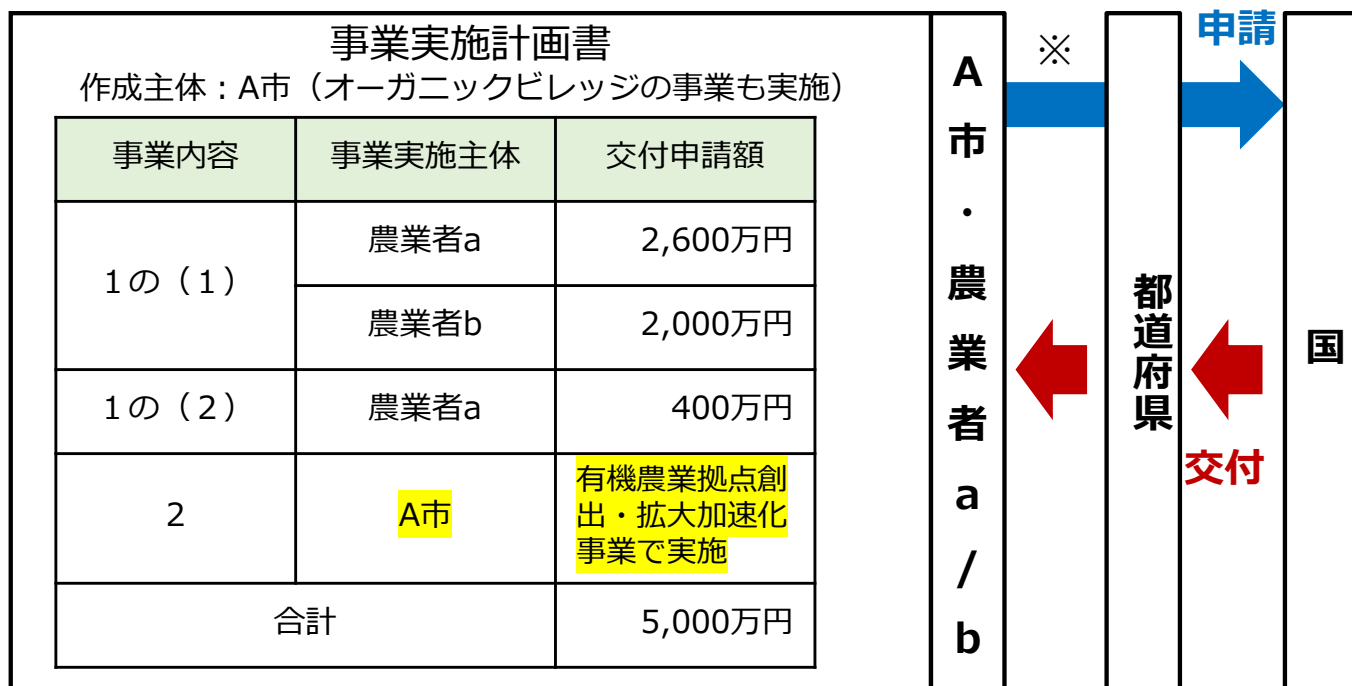 事業実施計画書
作成主体：A市（オーガニックビレッジの事業も実施）
事業内容 事業実施主体 交付申請額
１の（１） 農業者a 2,600万円
農業者b 2,000万円
１の（２） 農業者a 400万円
2 A市 有機農業拠点創
出・拡大加速化
事業で実施
合計 5,000万円
A市・農業者a/b
※
都道府県
申請
交付
国